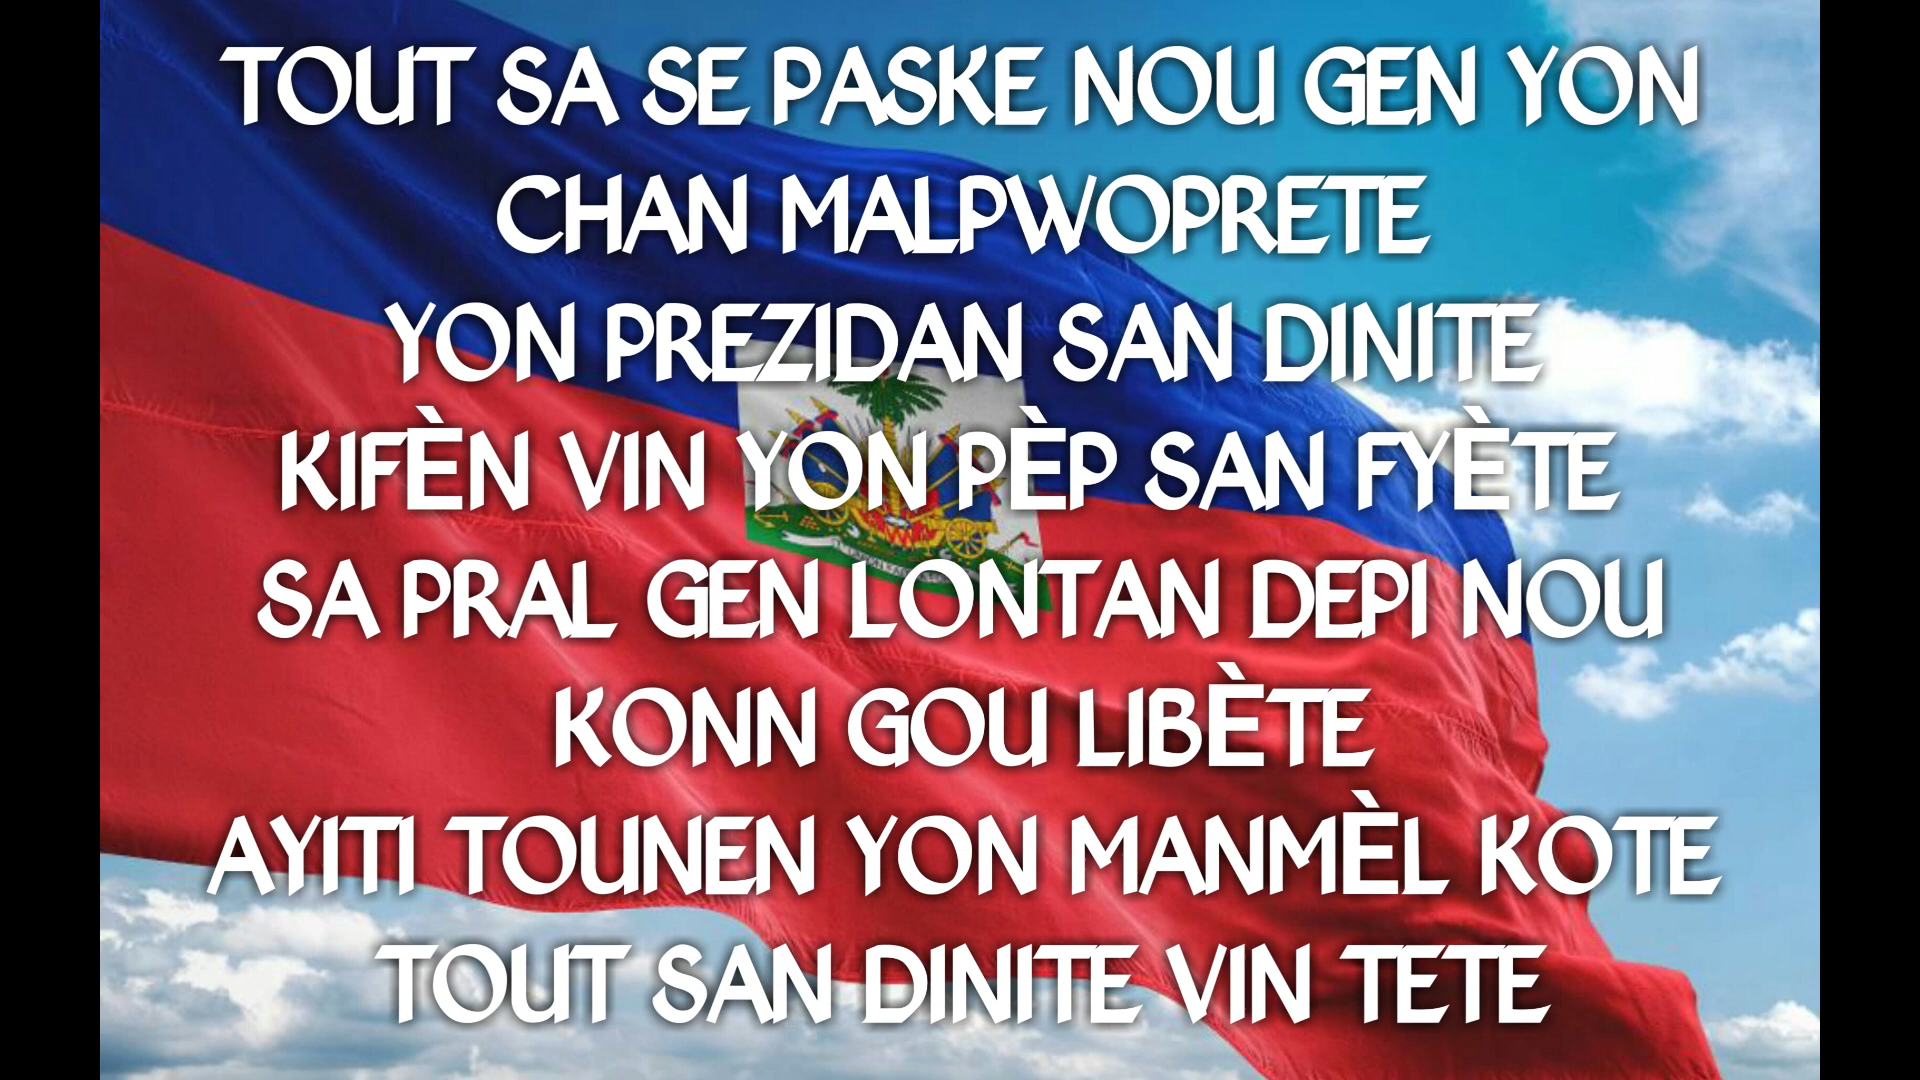 TOUT SA SE PASKE NOU GEN YON
CHAN MALPWOPRETE
YON PREZIDAN SAN DINITE
KIFÈN VIN YON PÈP SAN FYÈTE
SA PRAL GEN LONTAN DEPI NOU
KONN GOU LIBÈTE
AYITI TOUNEN YON MANMÈL KOTE
TOUT SAN DINITE VIN TETE